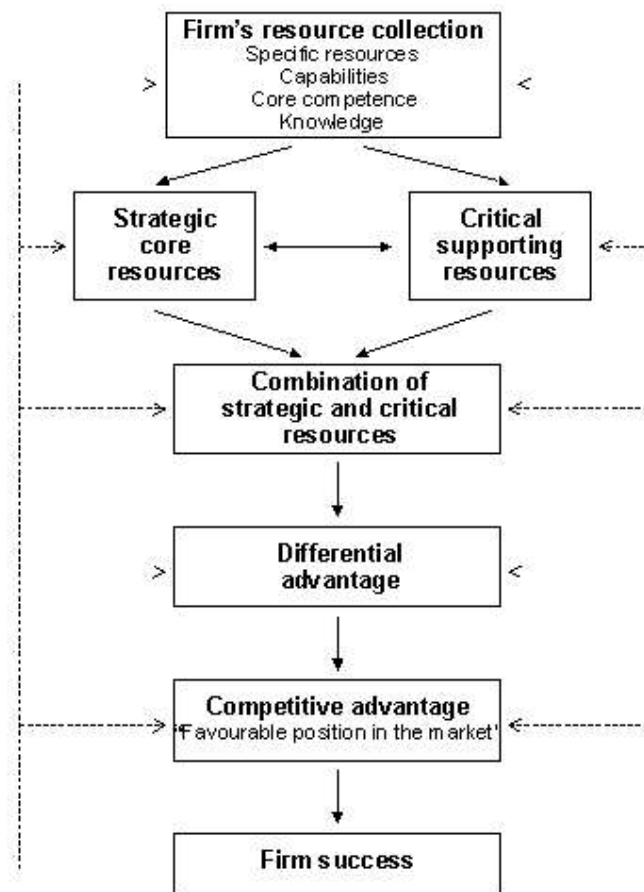 Firm's resource collection
Specific resources
Capabilities
Core competence
Knowledge
Strategic
core
resources
Critical
supporting
resources
Combination of
strategic and critical
resources
Differential
advantage
Competitive advantage
'Favourable position in the market'
Firm success